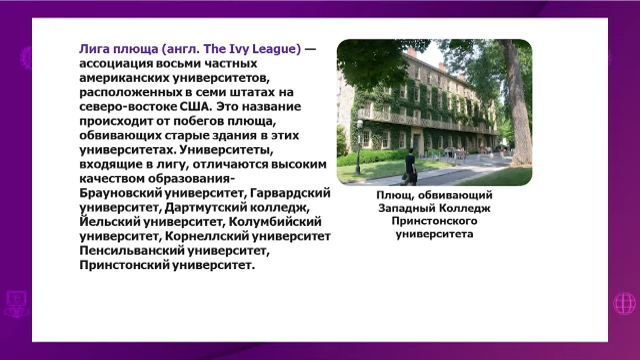 Лига плюща (англ. The Ivy League) —
ассоциация восьми частных
американских университетов,
расположенных в семи штатах на
северо-востоке США. Это название
происходит от побегов плюща,
обвивающих старые здания в этих
университетах. Университеты,
входящие в лигу, отличаются высоким
качеством образования-
Брауновский университет, Гарвардский
университет, Дартмутский колледж,
Йельский университет, Колумбийский
университет, Корнеллский университет
Пенсильванский университет,
Принстонский университет.
Плющ, обвивающий
Западный Колледж
Принстонского
университета